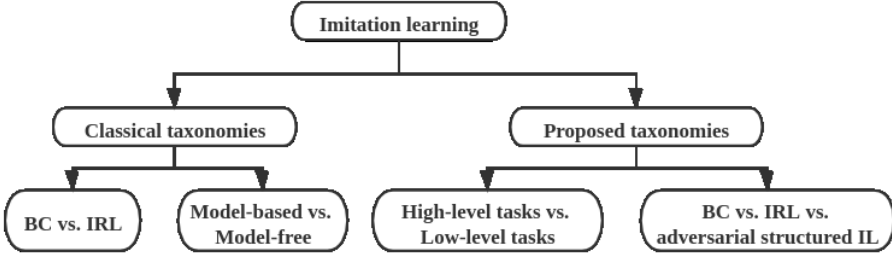 Imitation learning
Classical taxonomies
Proposed taxonomies
BC vs. IRL
Model-based vs.
Model-free
High-level tasks vs.
Low-level tasks
BC vs. IRL vs.
adversarial structured IL